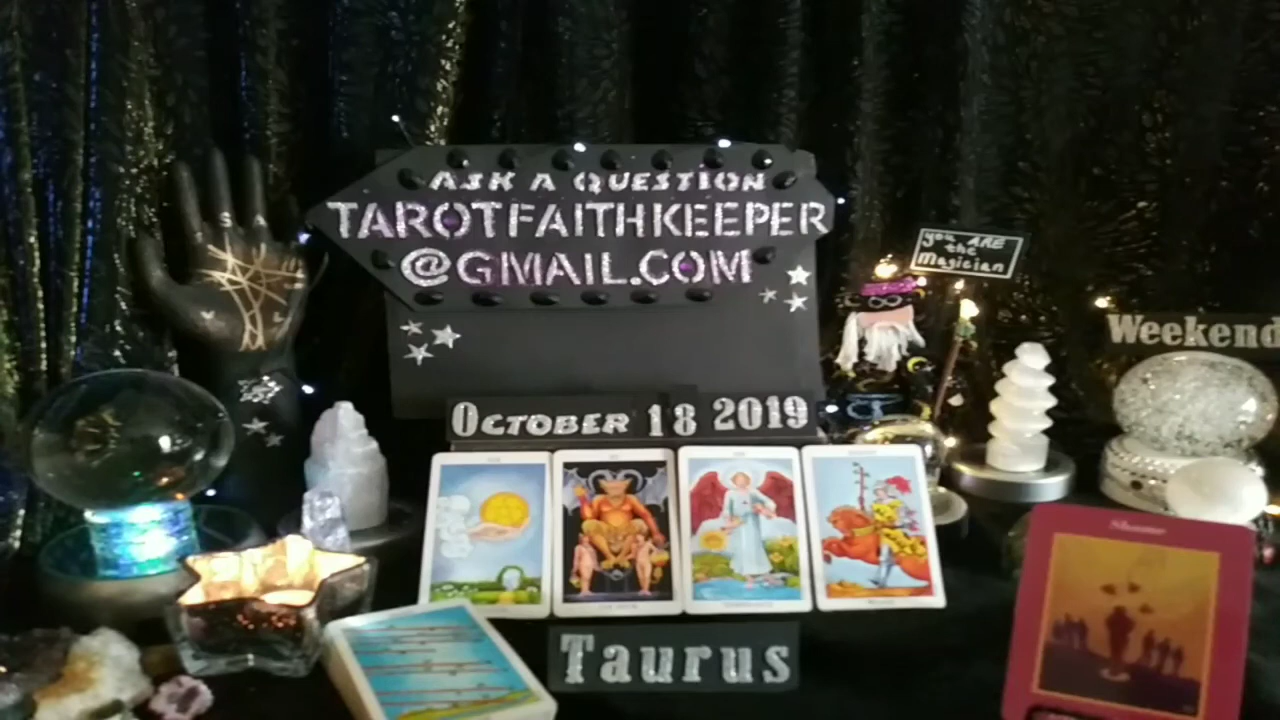 ASK A QUESTION
TAROTFAITHKEEPER
@GMAIL.COM
you ARE
the
Magician
Weekend
OCTOBER 18 2019
Taurus